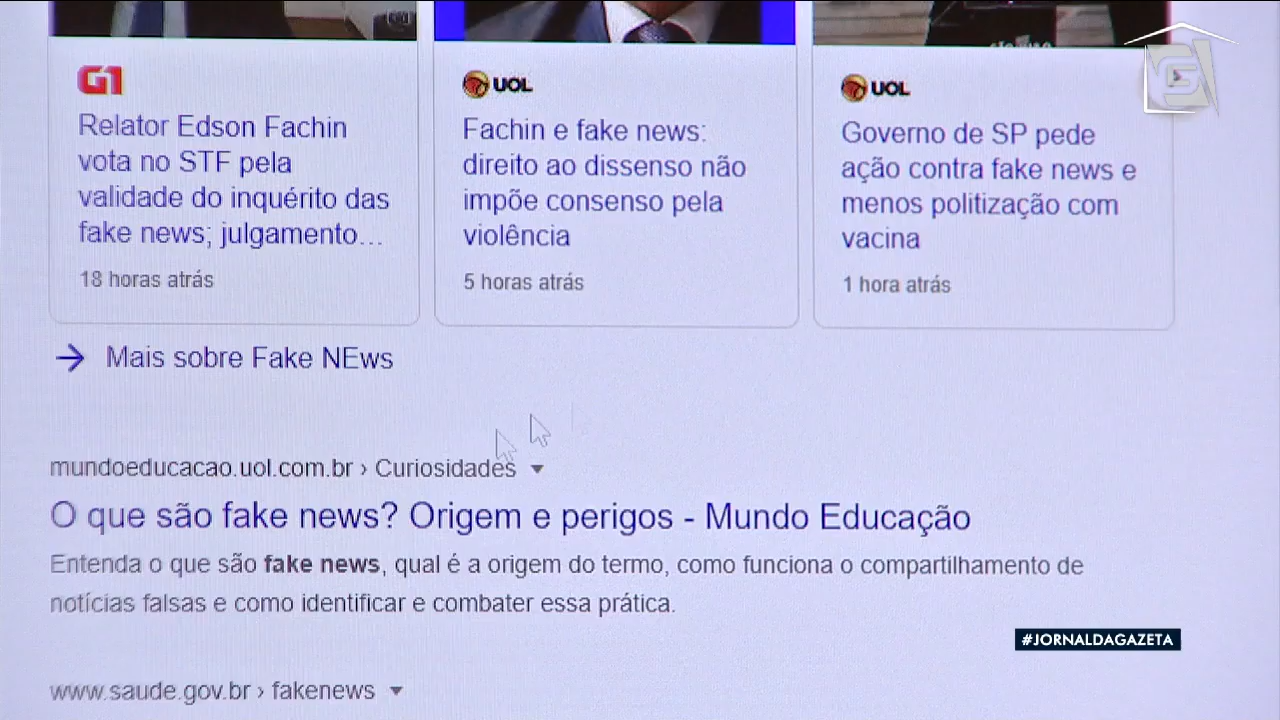 G1
Relator Edson Fachin
vota no STF pela
validade do inquérito das
fake news; julgamento...
18 horas atrás
UOL
Fachin e fake news:
direito ao dissenso não
impõe consenso pela
violência
5 horas atrás
UOL
Governo de SP pede
ação contra fake news e
menos politização com
vacina
1 hora atrás
Mais sobre Fake NEws
mundoeducacao.uol.com.br › Curiosidades
O que são fake news? Origem e perigos - Mundo Educação
Entenda o que são fake news, qual é a origem do termo, como funciona o compartilhamento de
notícias falsas e como identificar e combater essa prática.
#JORNALDAGAZETA
www.saude.gov.br › fakenews